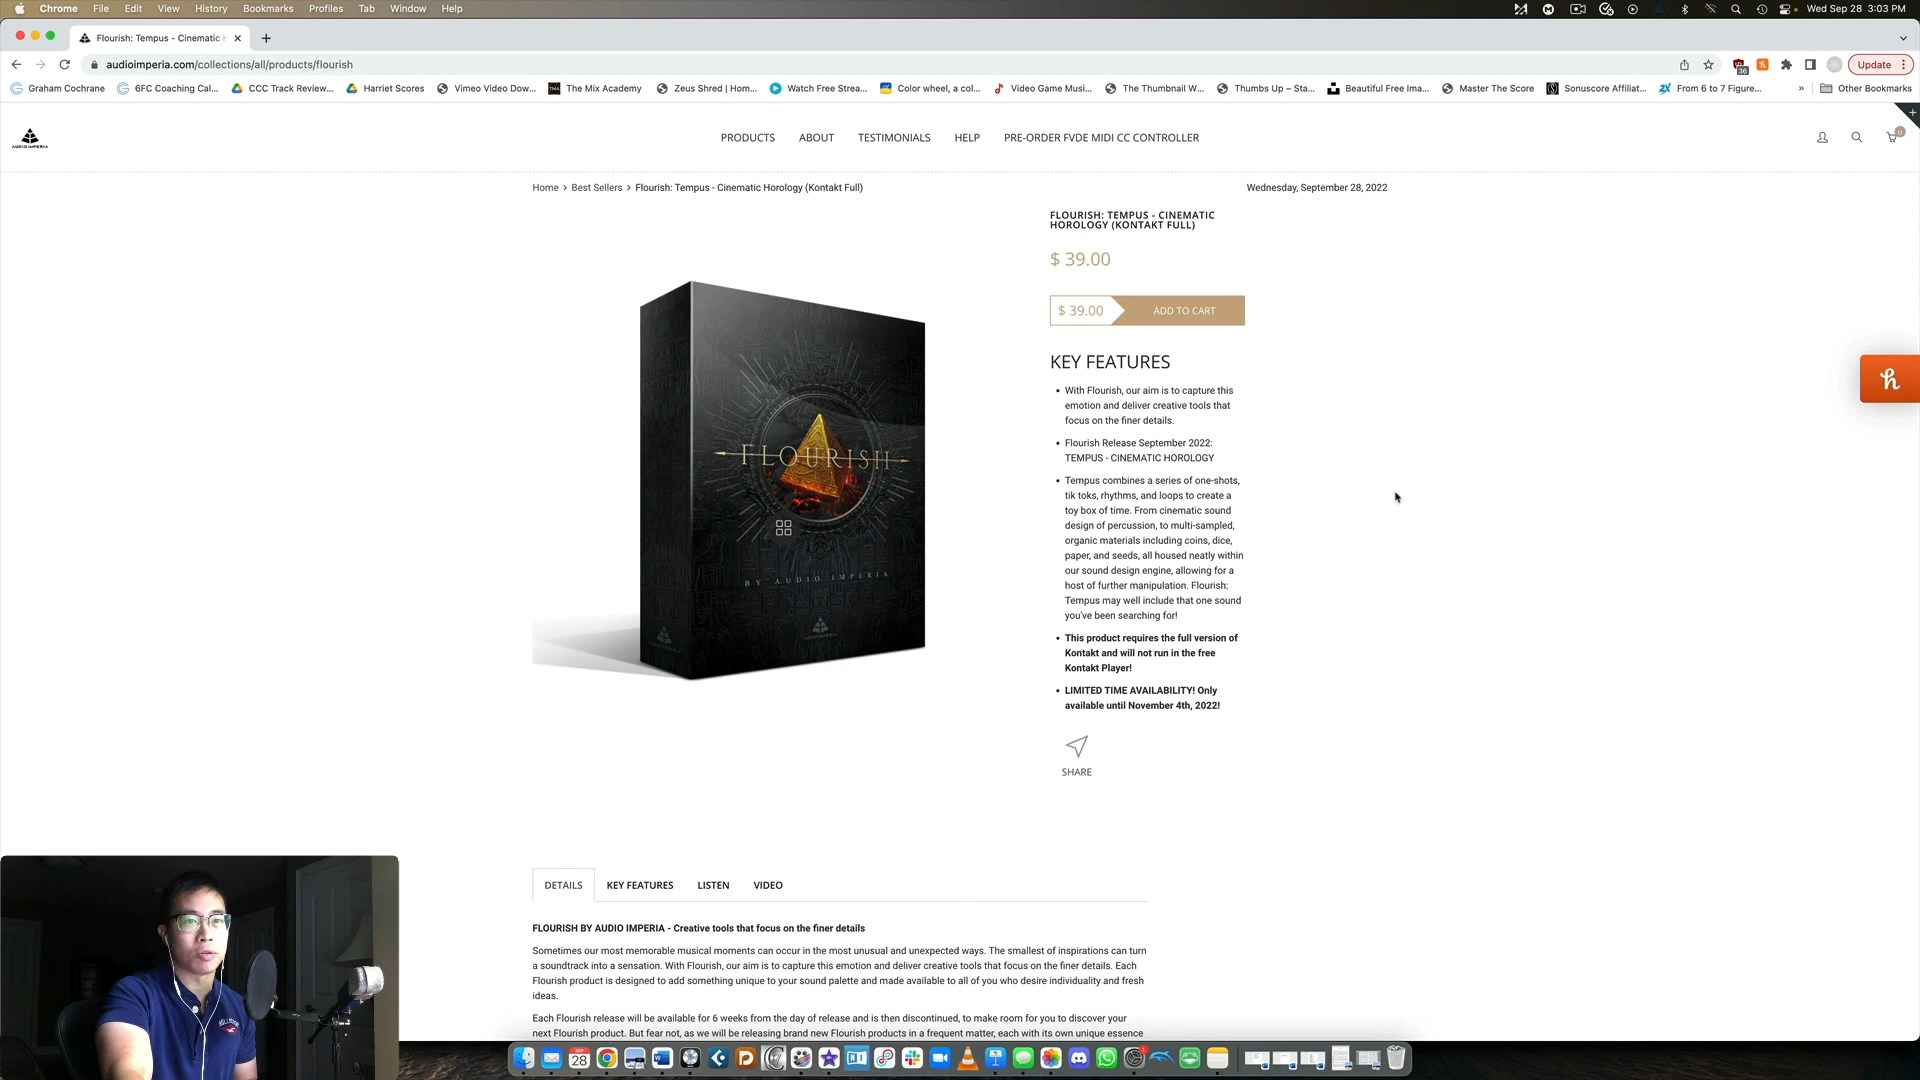 Chrome File Edit View History Bookmarks Profiles Tab Window Help Wed Sep 28 3:03 PM
Flourish: Tempus - Cinematic H
audioimperia.com/collections/all/products/flourish 36 Update
Graham Cochrane 6FC Coaching Cal... CCC Track Review... Harriet Scores Vimeo Video Dow... The Mix Academy Zeus Shred | Hom... Watch Free Strea... Color wheel, a col... Video Game Musi... The Thumbnail W... Thumbs Up – Sta... Beautiful Free Ima... Master The Score Sonuscore Affiliat... From 6 to 7 Figure... » Other Bookmarks
AUDIO IMPERIA
PRODUCTS ABOUT TESTIMONIALS HELP PRE-ORDER FVDE MIDI CC CONTROLLER 0
Home > Best Sellers > Flourish: Tempus - Cinematic Horology (Kontakt Full) Wednesday, September 28, 2022
FLOURISH: TEMPUS - CINEMATIC
HOROLOGY (KONTAKT FULL)
$ 39.00
$ 39.00 ADD TO CART
KEY FEATURES
• With Flourish, our aim is to capture this
emotion and deliver creative tools that
focus on the finer details.
• Flourish Release September 2022:
TEMPUS - CINEMATIC HOROLOGY
• Tempus combines a series of one-shots,
tik toks, rhythms, and loops to create a
toy box of time. From cinematic sound
design of percussion, to multi-sampled,
organic materials including coins, dice,
paper, and seeds, all housed neatly within
our sound design engine, allowing for a
host of further manipulation. Flourish:
Tempus may well include that one sound
you've been searching for!
• This product requires the full version of
Kontakt and will not run in the free
Kontakt Player!
• LIMITED TIME AVAILABILITY! Only
available until November 4th, 2022!
SHARE
FLOURISH
BY AUDIO IMPERIA
AUDIO IMPERIA
DETAILS KEY FEATURES LISTEN VIDEO
FLOURISH BY AUDIO IMPERIA - Creative tools that focus on the finer details
Sometimes our most memorable musical moments can occur in the most unusual and unexpected ways. The smallest of inspirations can turn
a soundtrack into a sensation. With Flourish, our aim is to capture this emotion and deliver creative tools that focus on the finer details. Each
Flourish product is designed to add something unique to your sound palette and made available to all of you who desire individuality and fresh
ideas.
Each Flourish release will be available for 6 weeks from the day of release and is then discontinued, to make room for you to discover your
next Flourish product. But fear not, as we will be releasing brand new Flourish products in a frequent matter, each with its own unique essence